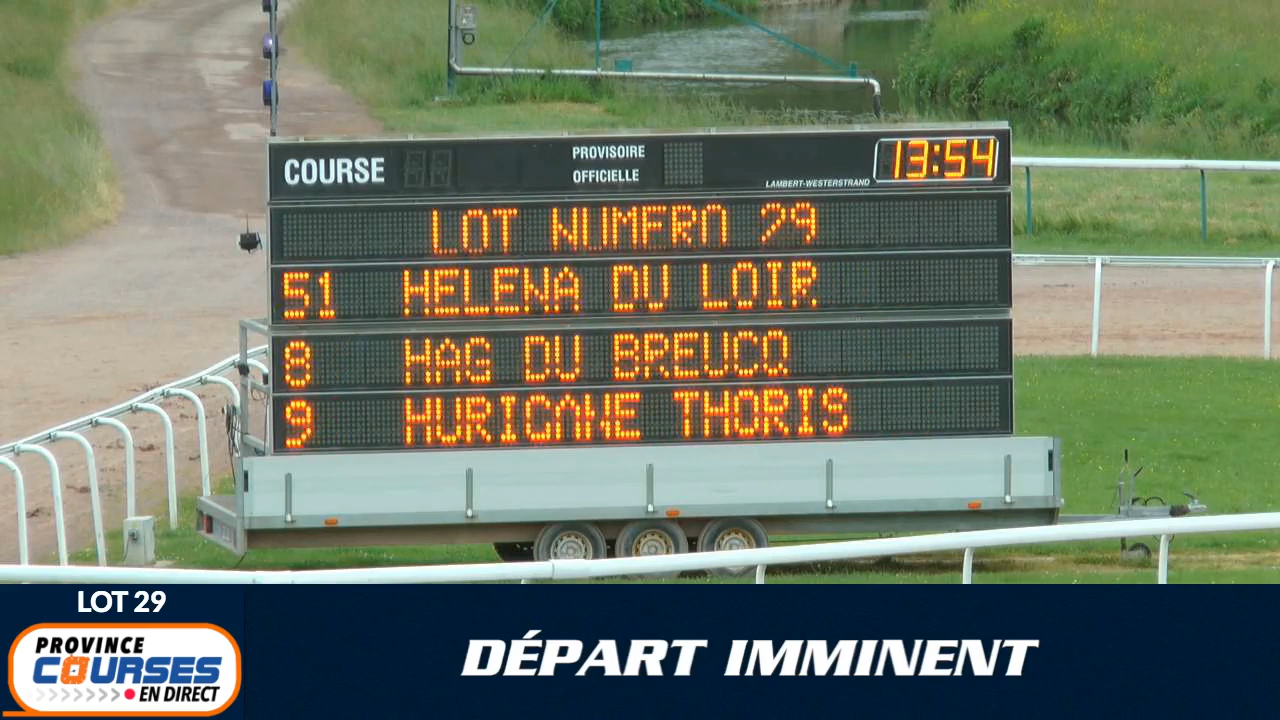 COURSE
PROVISOIRE
OFFICIELLE
LAMBERT-WESTERSTRAND
13:54
LOT NUMERO 29
51 HELENA DU LOIR
8 HAG DU BREUCQ
9 HURICANE THORIS
LOT 29
PROVINCE
COURSES
EN DIRECT
DÉPART IMMINENT